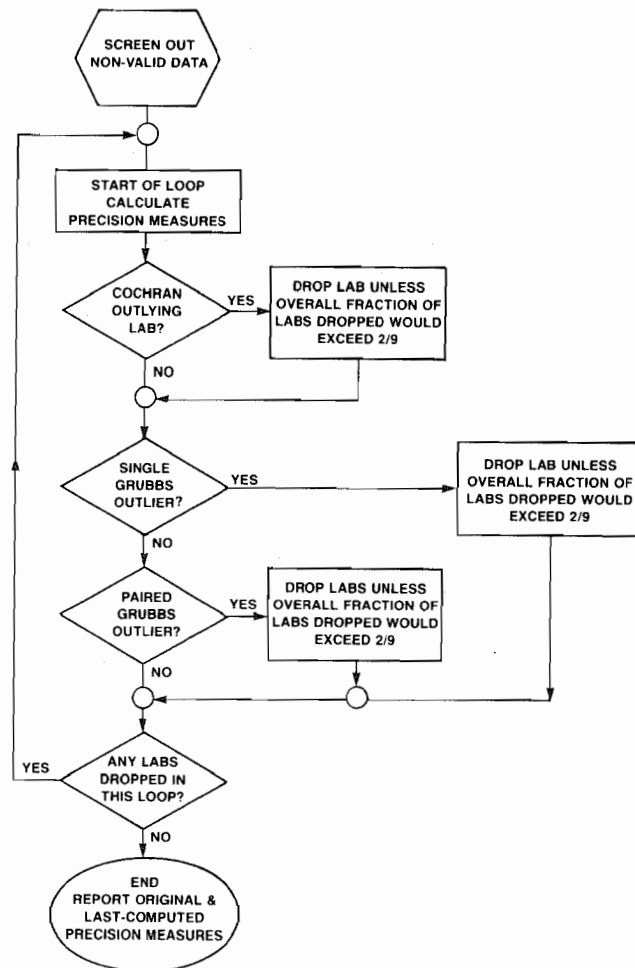 SCREEN OUT
NON-VALID DATA
START OF LOOP
CALCULATE
PRECISION MEASURES
COCHRAN
OUTLYING
LAB?
YES
DROP LAB UNLESS
OVERALL FRACTION OF
LABS DROPPED WOULD
EXCEED 2/9
NO
SINGLE
GRUBBS
OUTLIER?
YES
DROP LAB UNLESS
OVERALL FRACTION OF
LABS DROPPED WOULD
EXCEED 2/9
NO
PAIRED
GRUBBS
OUTLIER?
YES
DROP LABS UNLESS
OVERALL FRACTION OF
LABS DROPPED WOULD
EXCEED 2/9
NO
YES
ANY LABS
DROPPED IN
THIS LOOP?
NO
END
REPORT ORIGINAL &
LAST-COMPUTED
PRECISION MEASURES